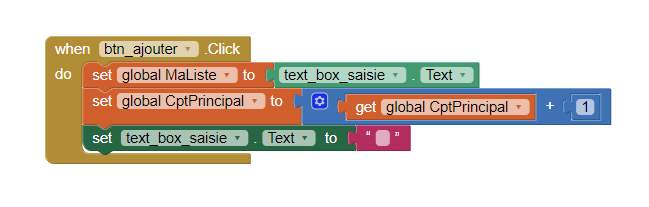 when btn_ajouter .Click
do set global MaListe to text_box_saisie . Text
set global CptPrincipal to get global CptPrincipal + 1
set text_box_saisie . Text to “ ”